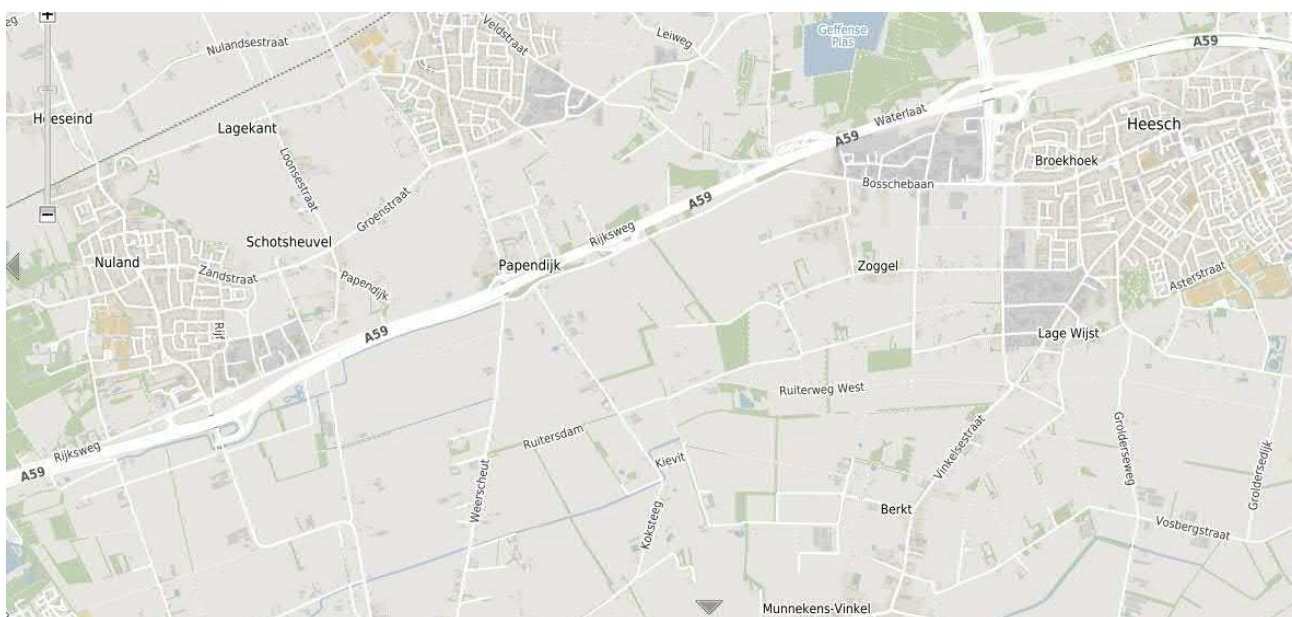 Nulandsestraat
Veldstraat
Leiweg
Geffense
Plas
A59
Heeseind
Lagekant
Waterlaat
A59
Heesch
Broekhoek
Loonsestraat
Bosschebaan
Groenstraat
A59
Rijksweg
Schotsheuvel
Nuland
Zandstraat
Papendijk
Papendijk
Zoggel
Asterstraat
Rijf
A59
Lage Wijst
Ruiterweg West
Ruitersdam
Vinkelsestraat
Grolderseweg
Groldersedijk
Rijksweg
A59
Kievit
Weerscheut
Koksteeg
Berkt
Vosbergstraat
Munnekens-Vinkel